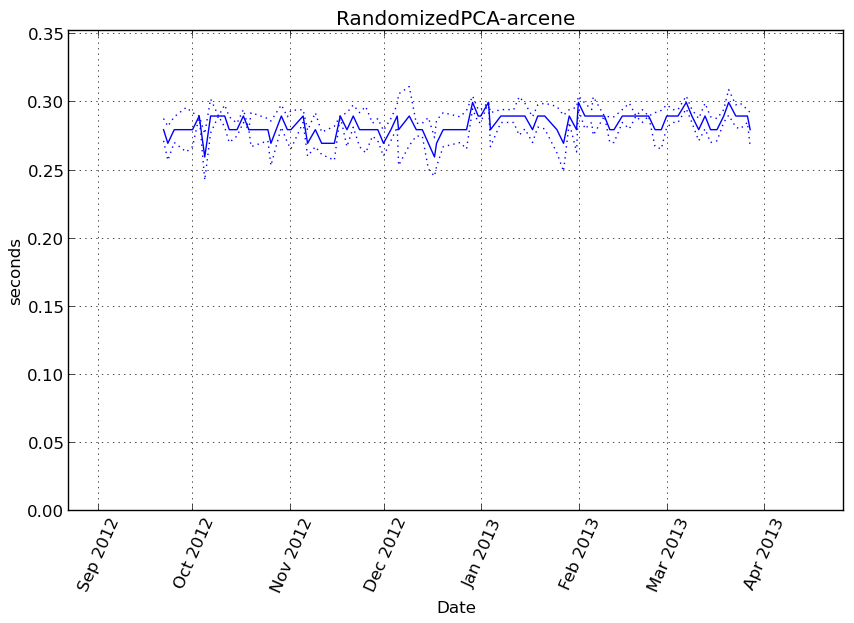 RandomizedPCA-arcene
0.35
0.30
0.25
0.20
0.15
0.10
0.05
0.00
seconds
Sep 2012
Oct 2012
Nov 2012
Dec 2012
Jan 2013
Feb 2013
Mar 2013
Apr 2013
Date